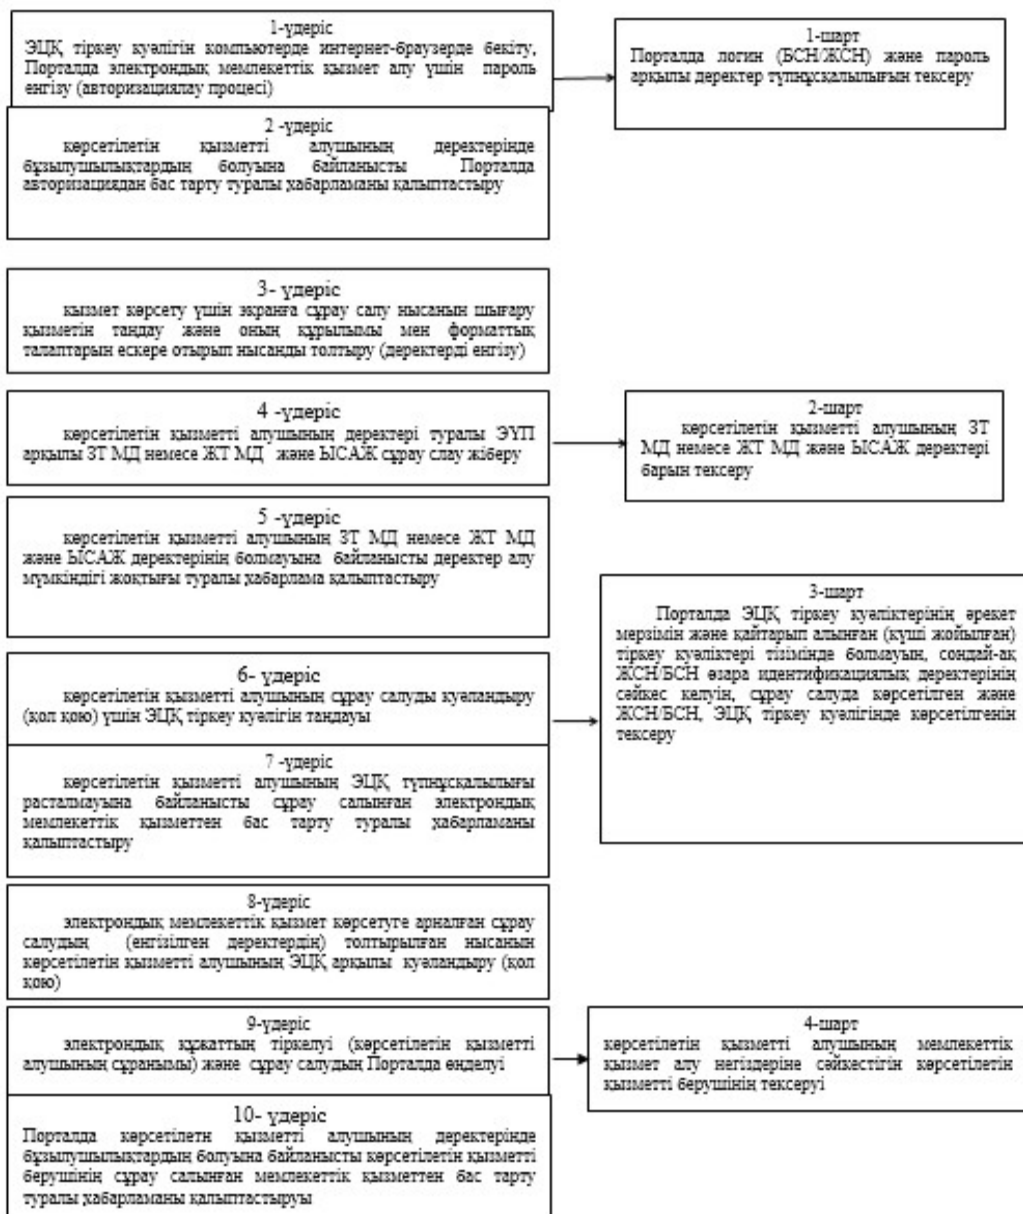 1-үдеріс
ЭЦҚ тіркеу куәлігін компьютерде интернет-браузерде бекіту,
Порталда электрондық мемлекеттік қызмет алу үшін пароль
енгізу (авторизациялау процесі)
1-шарт
Порталда логин (БСН/ЖСН) және пароль
арқылы деректер түпнұсқалылығын тексеру
2 -үдеріс
көрсетілетін қызметті алушының деректерінде
бұзылушылықтардың болуына байланысты Порталда
авторизациядан бас тарту туралы хабарламаны қалыптастыру
3- үдеріс
қызмет көрсету үшін экранға сұрау салу нысанын шығару
қызметін таңдау және оның құрылымы мен форматтық
талаптарын ескере отырып нысанды толтыру (деректерді енгізу)
4 -үдеріс
көрсетілетін қызметті алушының деректері туралы ЭҮП
арқылы ЗТ МД немесе ЖТ МД және ЫСАЖ сұрау слау жіберу
2-шарт
көрсетілетін қызметті алушының ЗТ
МД немесе ЖТ МД және ЫСАЖ деректері
барын тексеру
5 -үдеріс
көрсетілетін қызметті алушының ЗТ МД немесе ЖТ МД
және ЫСАЖ деректерінің болмауына байланысты деректер алу
мүмкіндігі жоқтығы туралы хабарлама қалыптастыру
3-шарт
Порталда ЭЦҚ тіркеу куәліктерінің әрекет
мерзімін және қайтарып алынған (күші жойылған)
тіркеу куәліктері тізімінде болмауын, сондай-ақ
ЖСН/БСН өзара идентификациялық деректерінің
сәйкес келуін, сұрау салуда көрсетілген және
ЖСН/БСН, ЭЦҚ тіркеу куәлігінде көрсетілгенін
тексеру
6- үдеріс
көрсетілетін қызметті алушының сұрау салуды куәландыру
(қол қою) үшін ЭЦҚ тіркеу куәлігін таңдауы
7 -үдеріс
көрсетілетін қызметті алушының ЭЦҚ түпнұсқалылығы
расталмауына байланысты сұрау салынған электрондық
мемлекеттік қызметтен бас тарту туралы хабарламаны
қалыптастыру
8-үдеріс
электрондық мемлекеттік қызмет көрсетуге арналған сұрау
салудың (енгізілген деректердің) толтырылған нысанын
көрсетілетін қызметті алушының ЭЦҚ арқылы куәландыру (қол
қою)
9-үдеріс
электрондық құжаттың тіркелуі (көрсетілетін қызметті
алушының сұранымы) және сұрау салудың Порталда өңделуі
4-шарт
көрсетілетін қызметті алушының мемлекеттік
қызмет алу негіздеріне сәйкестігін көрсетілетін
қызметті берушінің тексеруі
10- үдеріс
Порталда көрсетілетн қызметті алушының деректерінде
бұзылушылықтардың болуына байланысты көрсетілетін қызметті
берушінің сұрау салынған мемлекеттік қызметтен бас тарту
туралы хабарламаны қалыптастыруы